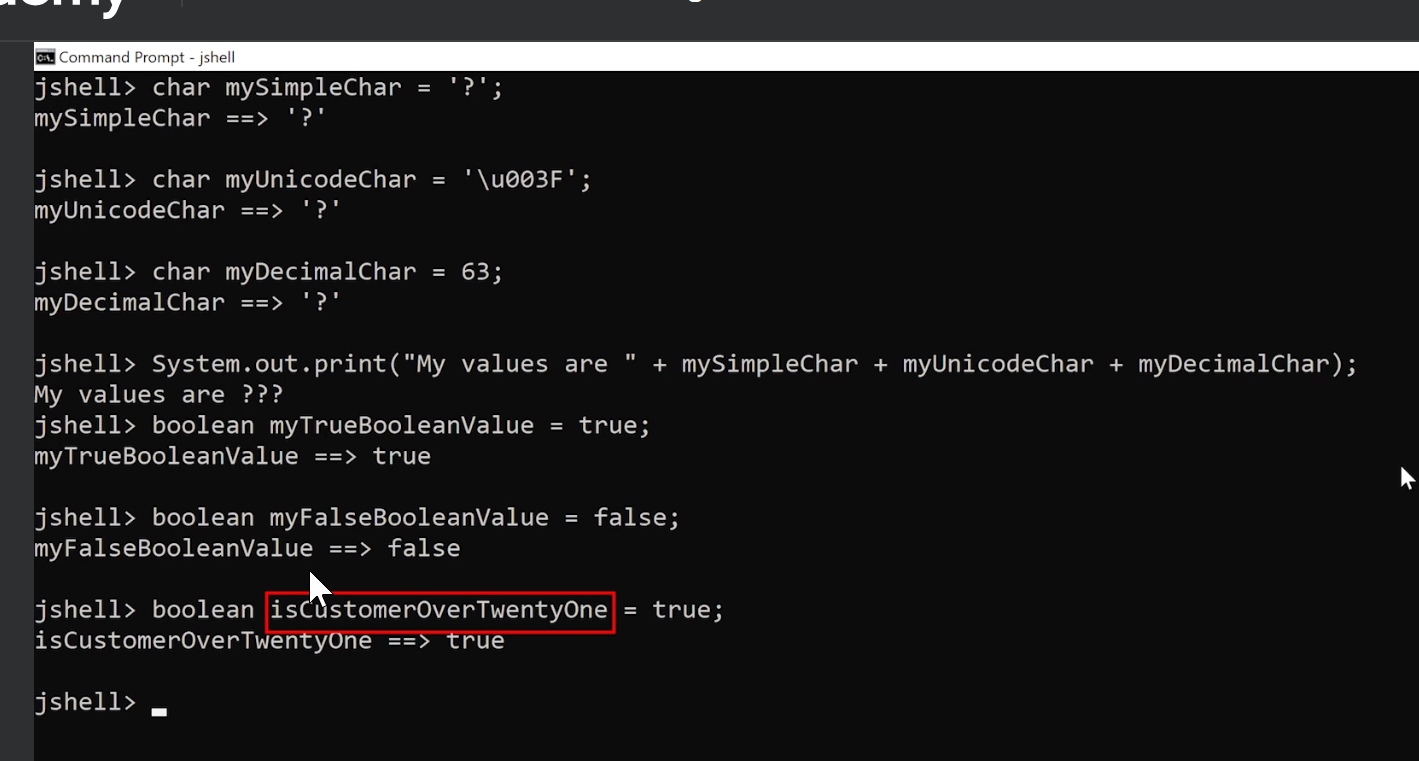 Command Prompt - jshell
jshell> char mySimpleChar = '?';
mySimpleChar ==> '?'
jshell> char myUnicodeChar = '\u003F';
myUnicodeChar ==> '?'
jshell> char myDecimalChar = 63;
myDecimalChar ==> '?'
jshell> System.out.print("My values are " + mySimpleChar + myUnicodeChar + myDecimalChar);
My values are ???
jshell> boolean myTrueBooleanValue = true;
myTrueBooleanValue ==> true
jshell> boolean myFalseBooleanValue = false;
myFalseBooleanValue ==> false
jshell> boolean isCustomerOverTwentyOne = true;
isCustomerOverTwentyOne ==> true
jshell>